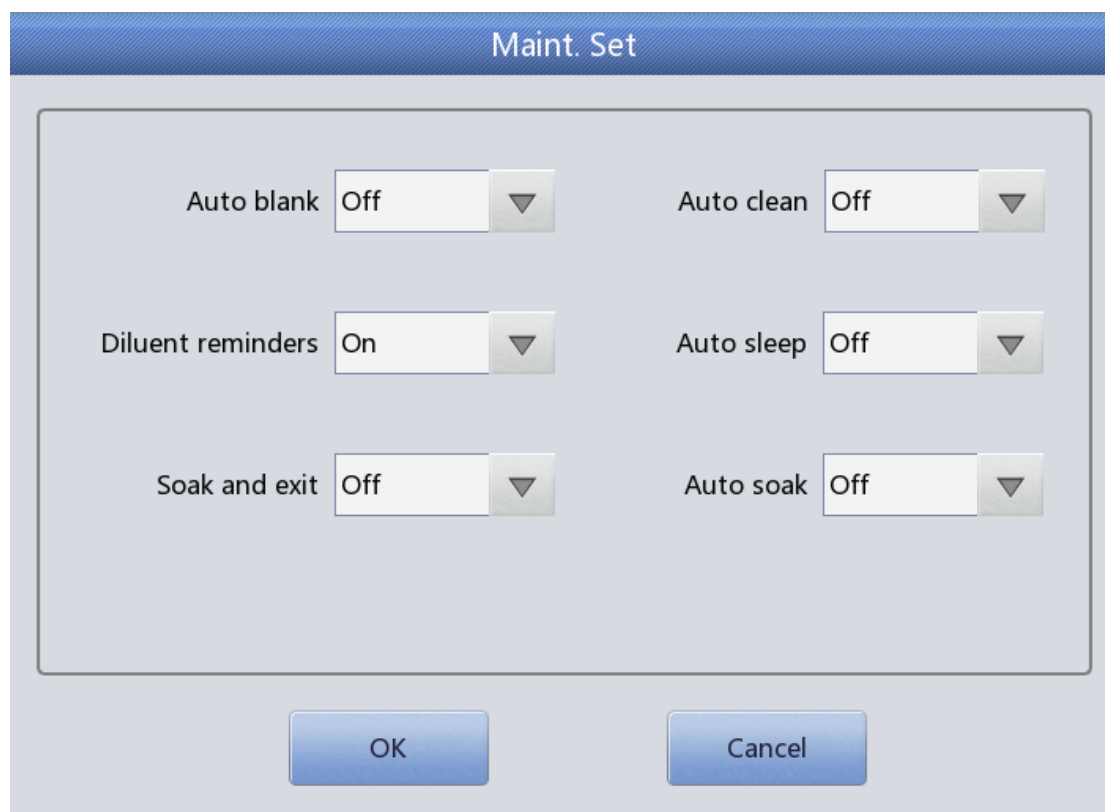 Maint. Set
Auto blank Off Auto clean Off
Diluent reminders On Auto sleep Off
Soak and exit Off Auto soak Off
OK Cancel